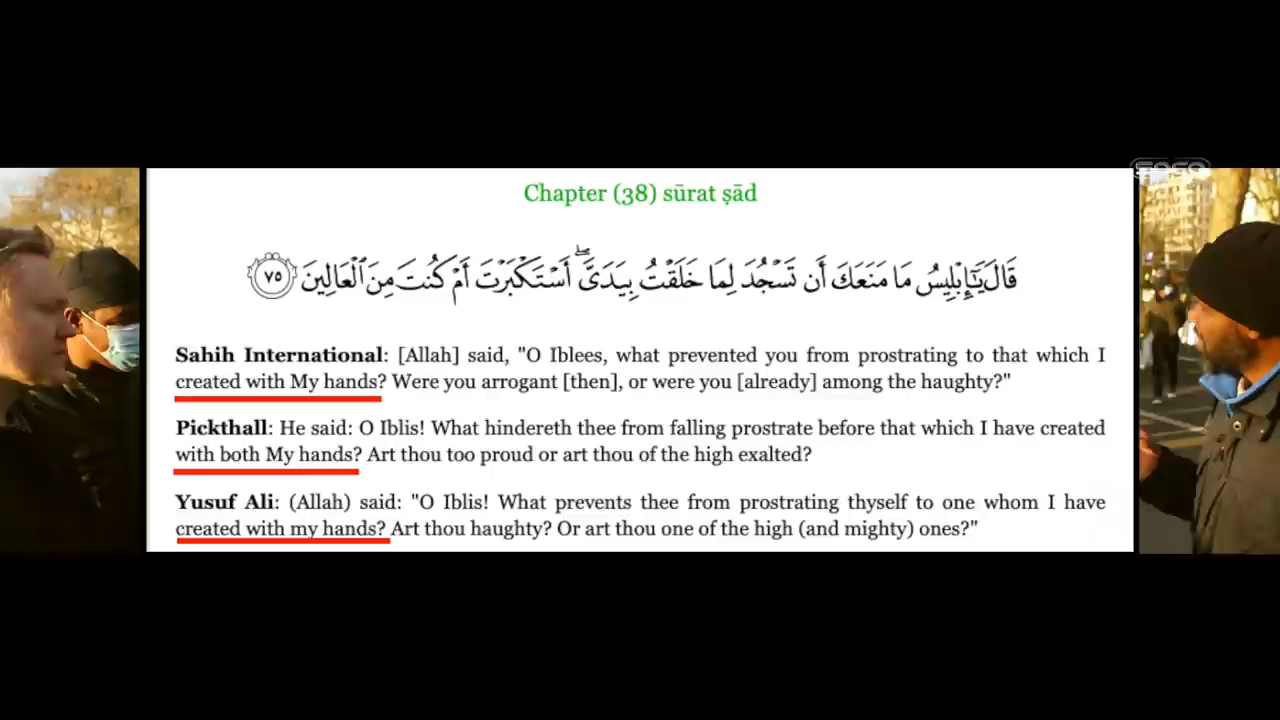 Chapter (38) sūrat ṣād
قَالَ يَـٰٓإِبْلِيسُ مَا مَنَعَكَ أَن تَسْجُدَ لِمَا خَلَقْتُ بِيَدَىَّ ۖ أَسْتَكْبَرْتَ أَمْ كُنتَ مِنَ ٱلْعَالِينَ ٧٥
Sahih International: [Allah] said, "O Iblees, what prevented you from prostrating to that which I
created with My hands? Were you arrogant [then], or were you [already] among the haughty?"
Pickthall: He said: O Iblis! What hindereth thee from falling prostrate before that which I have created
with both My hands? Art thou too proud or art thou of the high exalted?
Yusuf Ali: (Allah) said: "O Iblis! What prevents thee from prostrating thyself to one whom I have
created with my hands? Art thou haughty? Or art thou one of the high (and mighty) ones?"